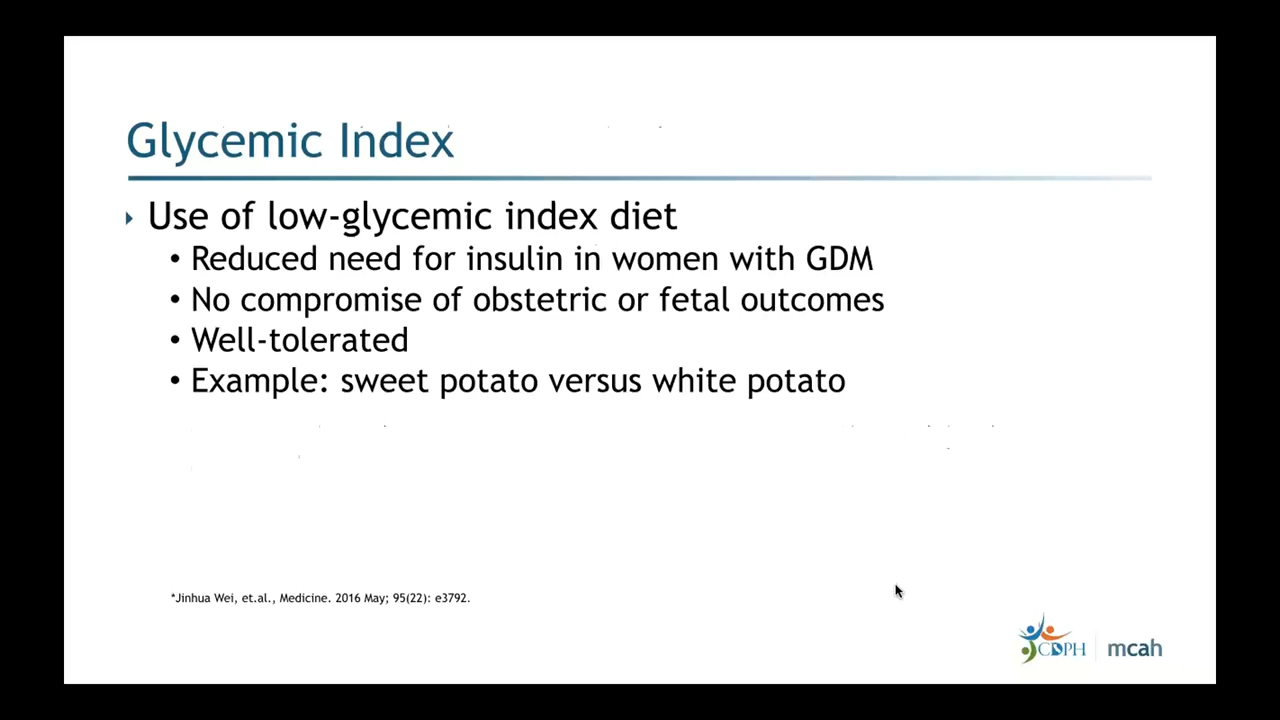 Glycemic Index
Use of low-glycemic index diet
• Reduced need for insulin in women with GDM
• No compromise of obstetric or fetal outcomes
• Well-tolerated
• Example: sweet potato versus white potato
*Jinhua Wei, et.al., Medicine. 2016 May; 95(22): e3792.
CDPH mcah